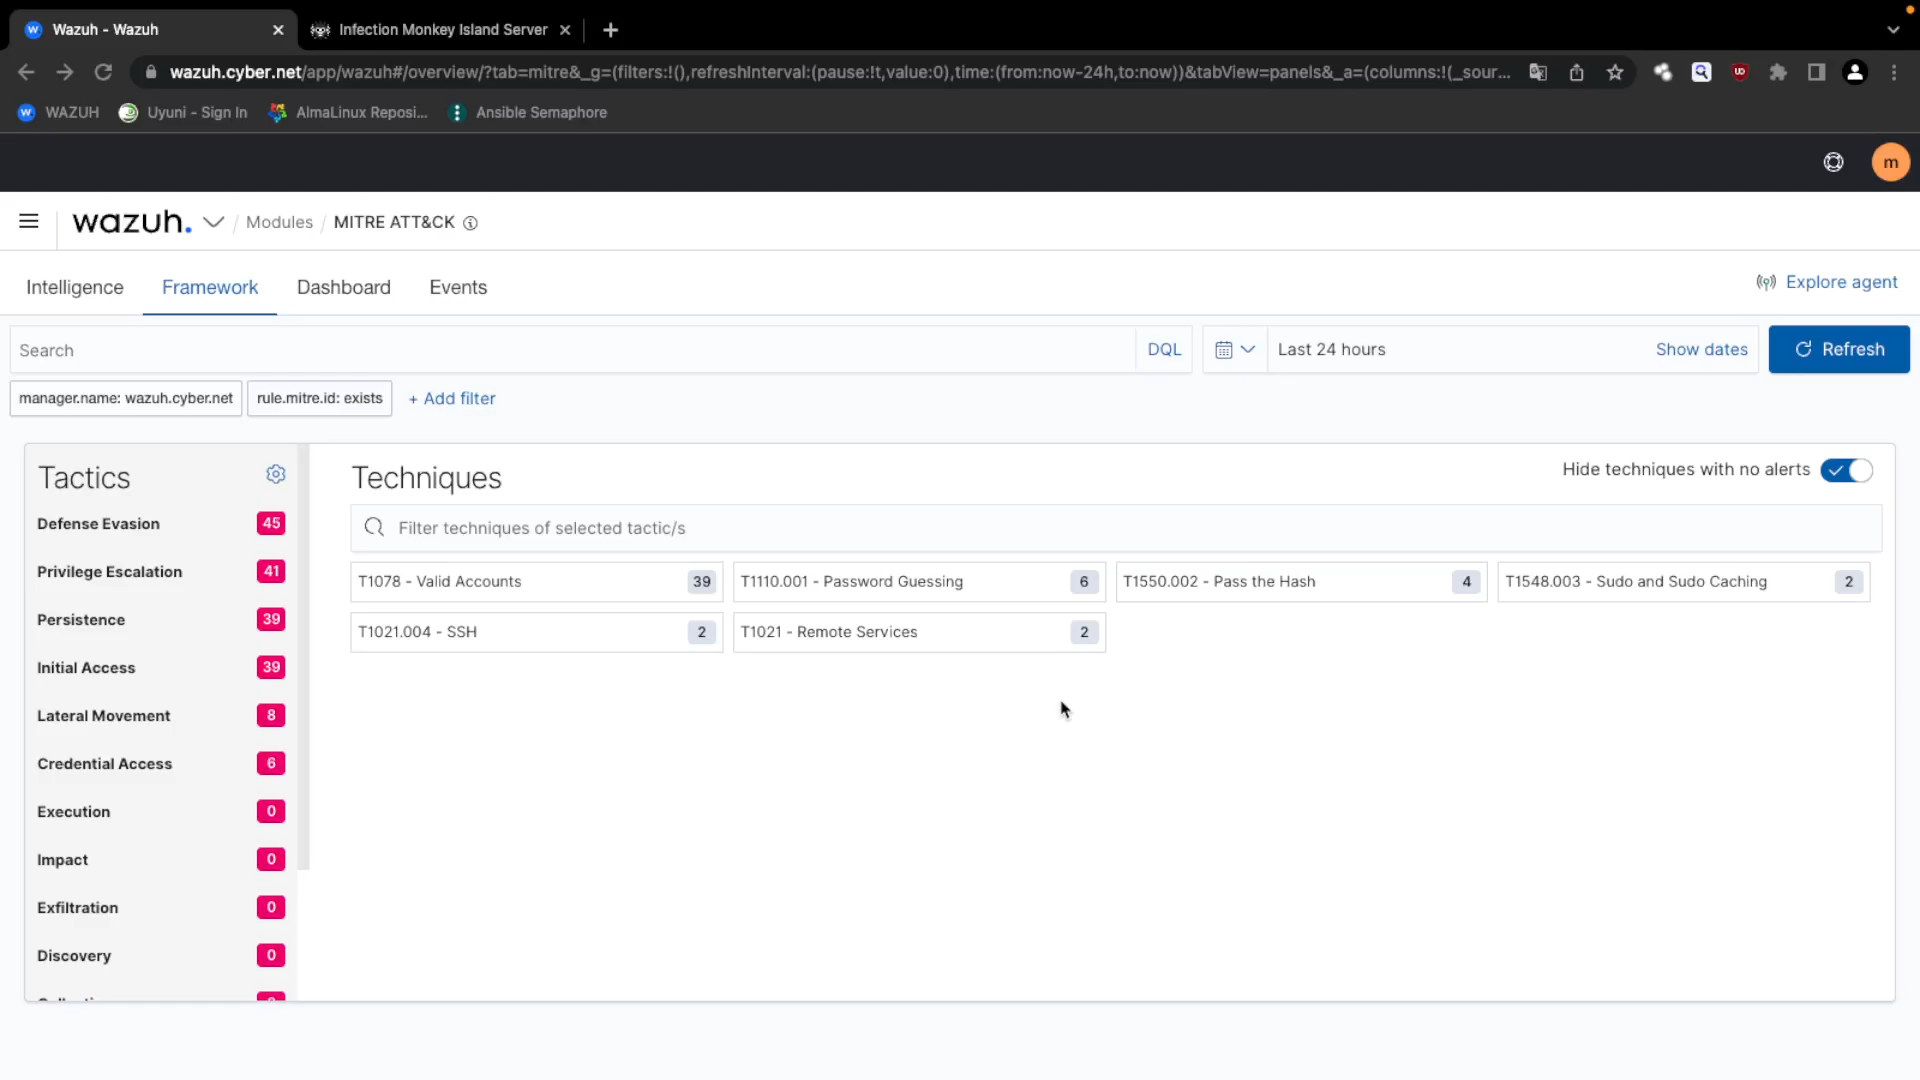 Wazuh - Wazuh
Infection Monkey Island Server
wazuh.cyber.net/app/wazuh#/overview/?tab=mitre&_g=(filters:!(),refreshInterval:(pause:!t,value:0),time:(from:now-24h,to:now))&tabView=panels&_a=(columns:!(_sour...
WAZUH
Uyuni - Sign In
AlmaLinux Reposi...
Ansible Semaphore
m
wazuh. / Modules / MITRE ATT&CK
Intelligence
Framework
Dashboard
Events
Explore agent
Search
DQL
Last 24 hours
Show dates
Refresh
manager.name: wazuh.cyber.net
rule.mitre.id: exists
+ Add filter
Tactics
Defense Evasion 45
Privilege Escalation 41
Persistence 39
Initial Access 39
Lateral Movement 8
Credential Access 6
Execution 0
Impact 0
Exfiltration 0
Discovery 0
Techniques
Hide techniques with no alerts
Filter techniques of selected tactic/s
T1078 - Valid Accounts 39
T1110.001 - Password Guessing 6
T1550.002 - Pass the Hash 4
T1548.003 - Sudo and Sudo Caching 2
T1021.004 - SSH 2
T1021 - Remote Services 2